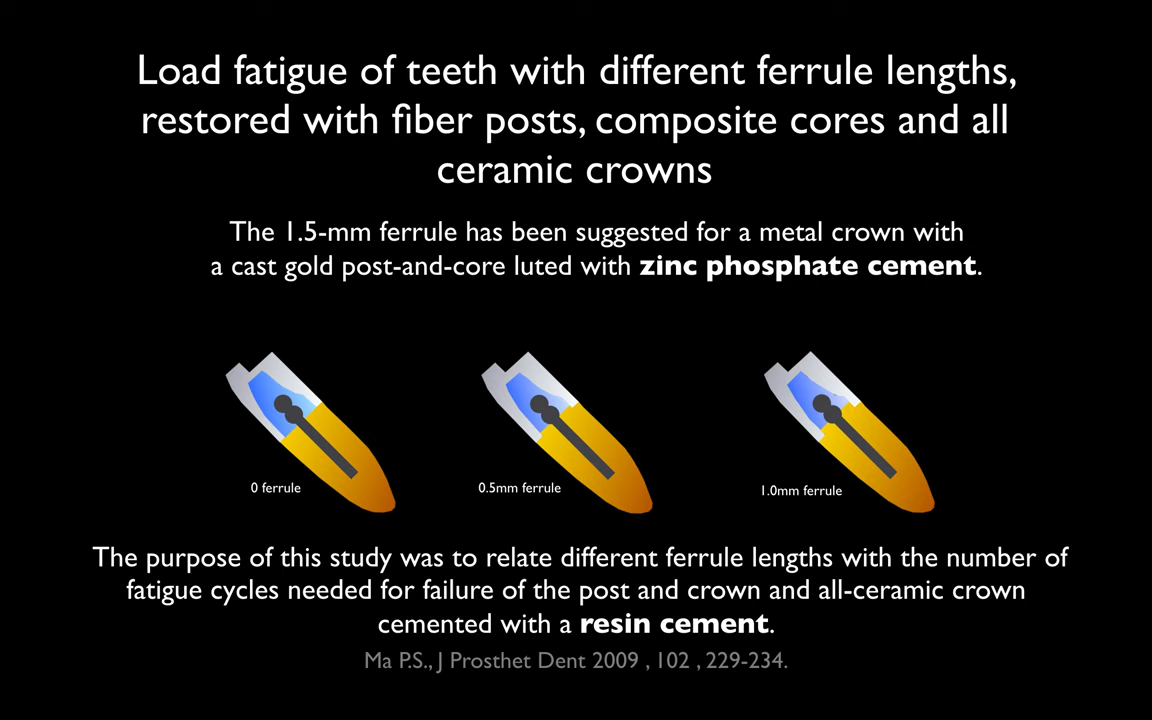 Load fatigue of teeth with different ferrule lengths,
restored with fiber posts, composite cores and all
ceramic crowns
The 1.5-mm ferrule has been suggested for a metal crown with
a cast gold post-and-core luted with zinc phosphate cement.
0 ferrule
0.5mm ferrule
1.0mm ferrule
The purpose of this study was to relate different ferrule lengths with the number of
fatigue cycles needed for failure of the post and crown and all-ceramic crown
cemented with a resin cement.
Ma P.S., J Prosthet Dent 2009 , 102 , 229-234.